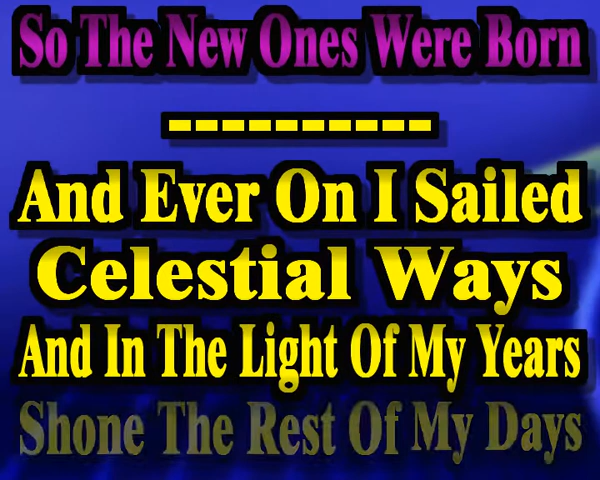 So The New Ones Were Born
----------
And Ever On I Sailed
Celestial Ways
And In The Light Of My Years
Shone The Rest Of My Days